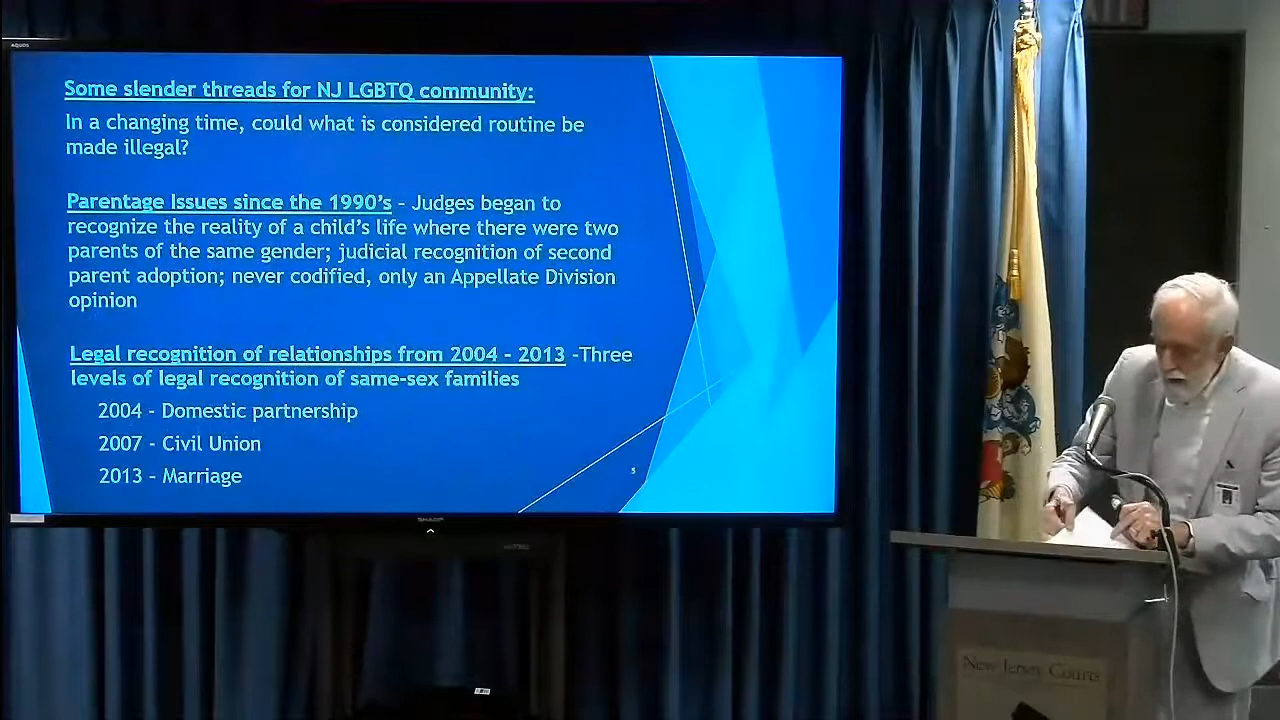 AQUOS
Some slender threads for NJ LGBTQ community:
In a changing time, could what is considered routine be
made illegal?
Parentage Issues since the 1990’s – Judges began to
recognize the reality of a child’s life where there were two
parents of the same gender; judicial recognition of second
parent adoption; never codified, only an Appellate Division
opinion
Legal recognition of relationships from 2004 – 2013 -Three
levels of legal recognition of same-sex families
2004 - Domestic partnership
2007 - Civil Union
2013 - Marriage
5
New Jersey Courts